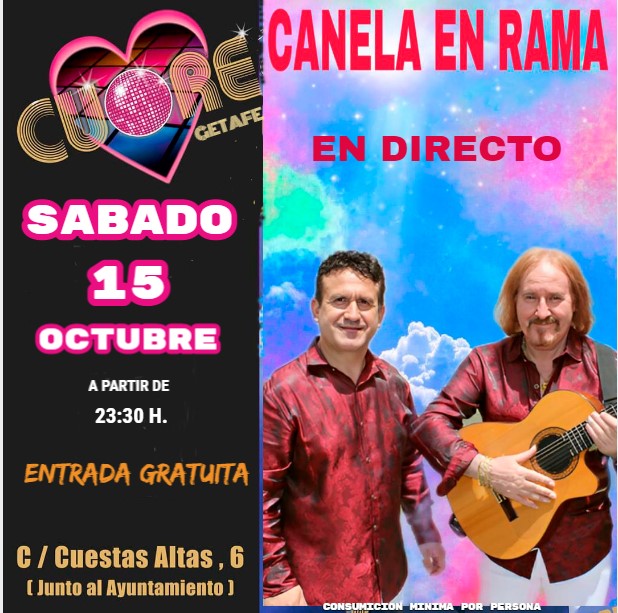 CUORE
GETAFE
SABADO
15
OCTUBRE
A PARTIR DE
23:30 H.
ENTRADA GRATUITA
C / Cuestas Altas , 6
( Junto al Ayuntamiento )
CANELA EN RAMA
EN DIRECTO
CONSUMICION MINIMA POR PERSONA